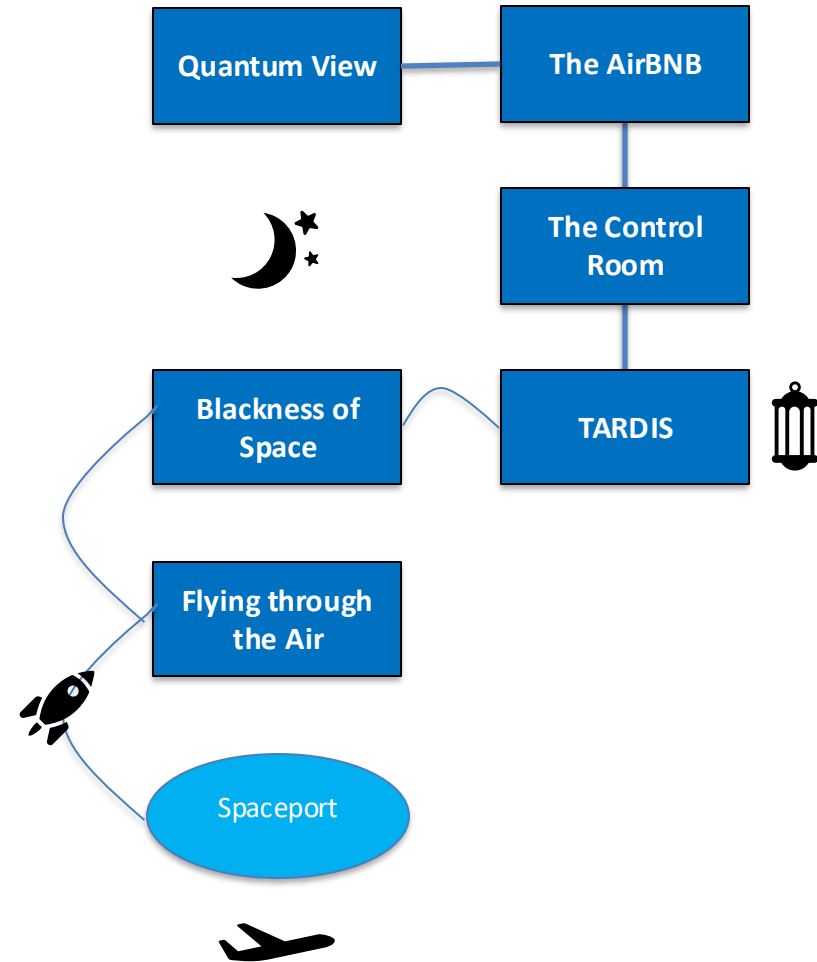 Quantum View
The AirBNB
The Control
Room
Blackness of
Space
TARDIS
Flying through
the Air
Spaceport